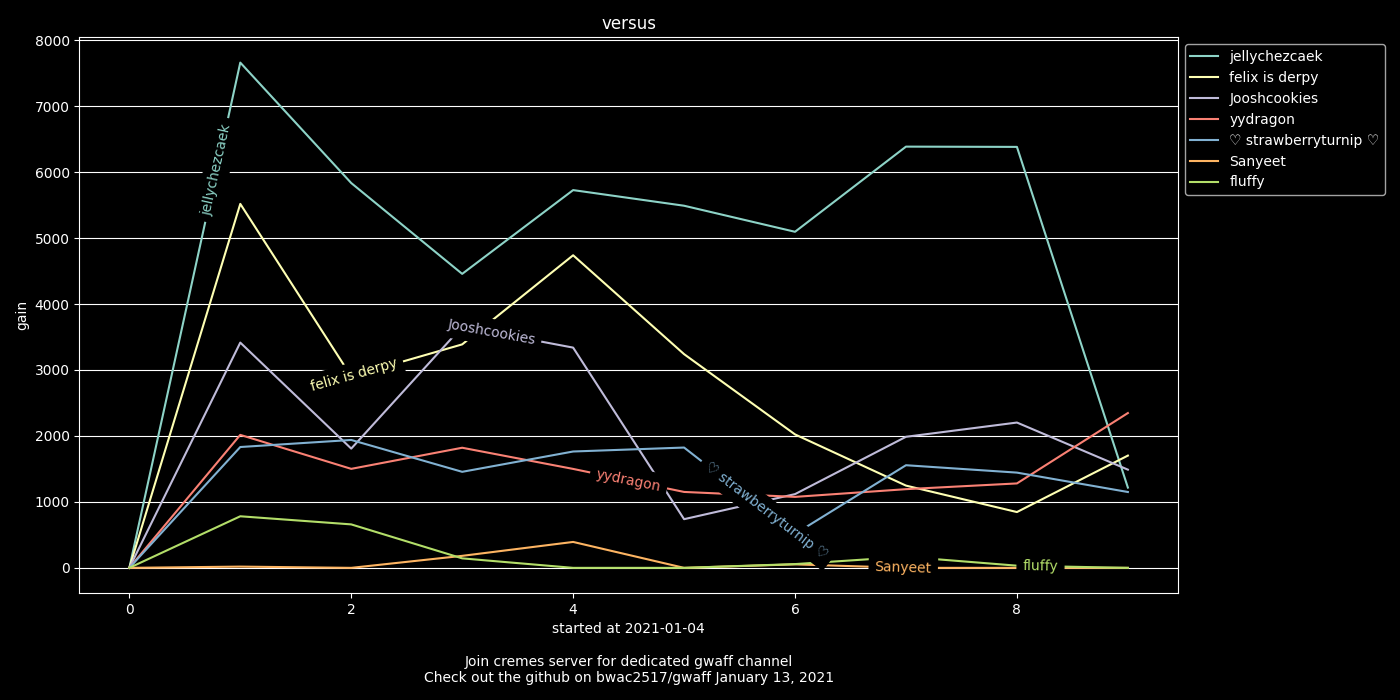 versus
8000
7000
6000
5000
4000
3000
2000
1000
0
gain
jellychezcaek
felix is derpy
Jooshcookies
yydragon
♡ strawberryturnip ♡
Sanyeet
fluffy
0 2 4 6 8
started at 2021-01-04
Join cremes server for dedicated gwaff channel
Check out the github on bwac2517/gwaff January 13, 2021
jellychezcaek
felix is derpy
Jooshcookies
yydragon
♡ strawberryturnip ♡
Sanyeet
fluffy